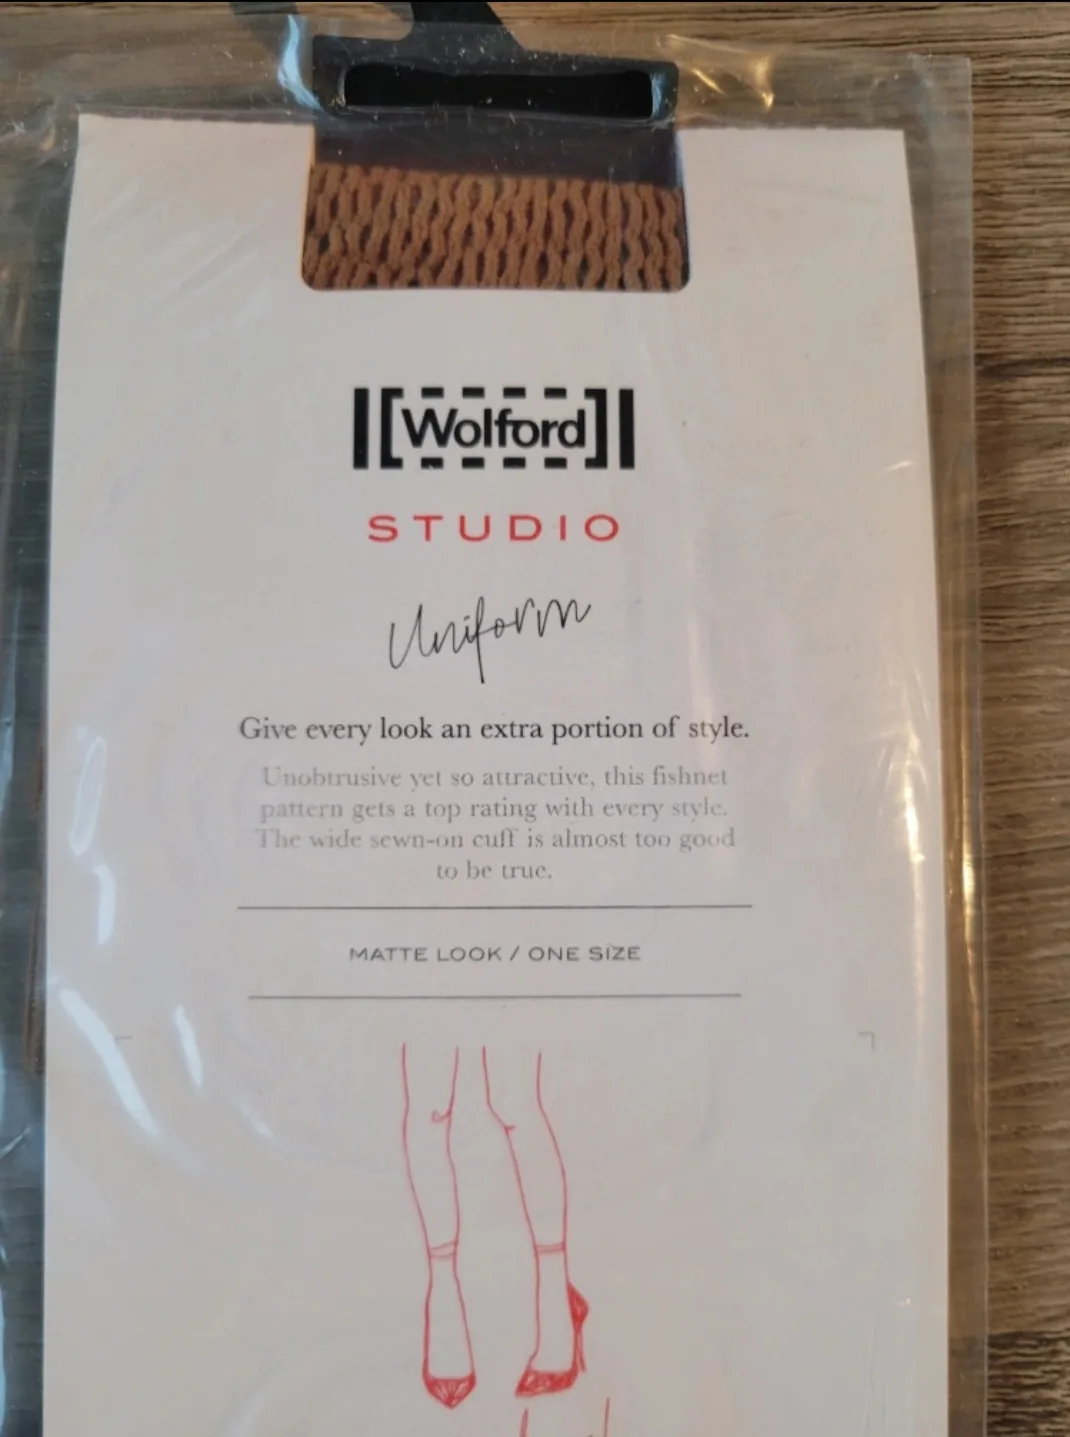 Wolford
STUDIO
Uniform
Give every look an extra portion of style.
Unobtrusive yet so attractive, this fishnet
pattern gets a top rating with every style.
The wide sewn-on cuff is almost too good
to be true.
MATTE LOOK / ONE SIZE